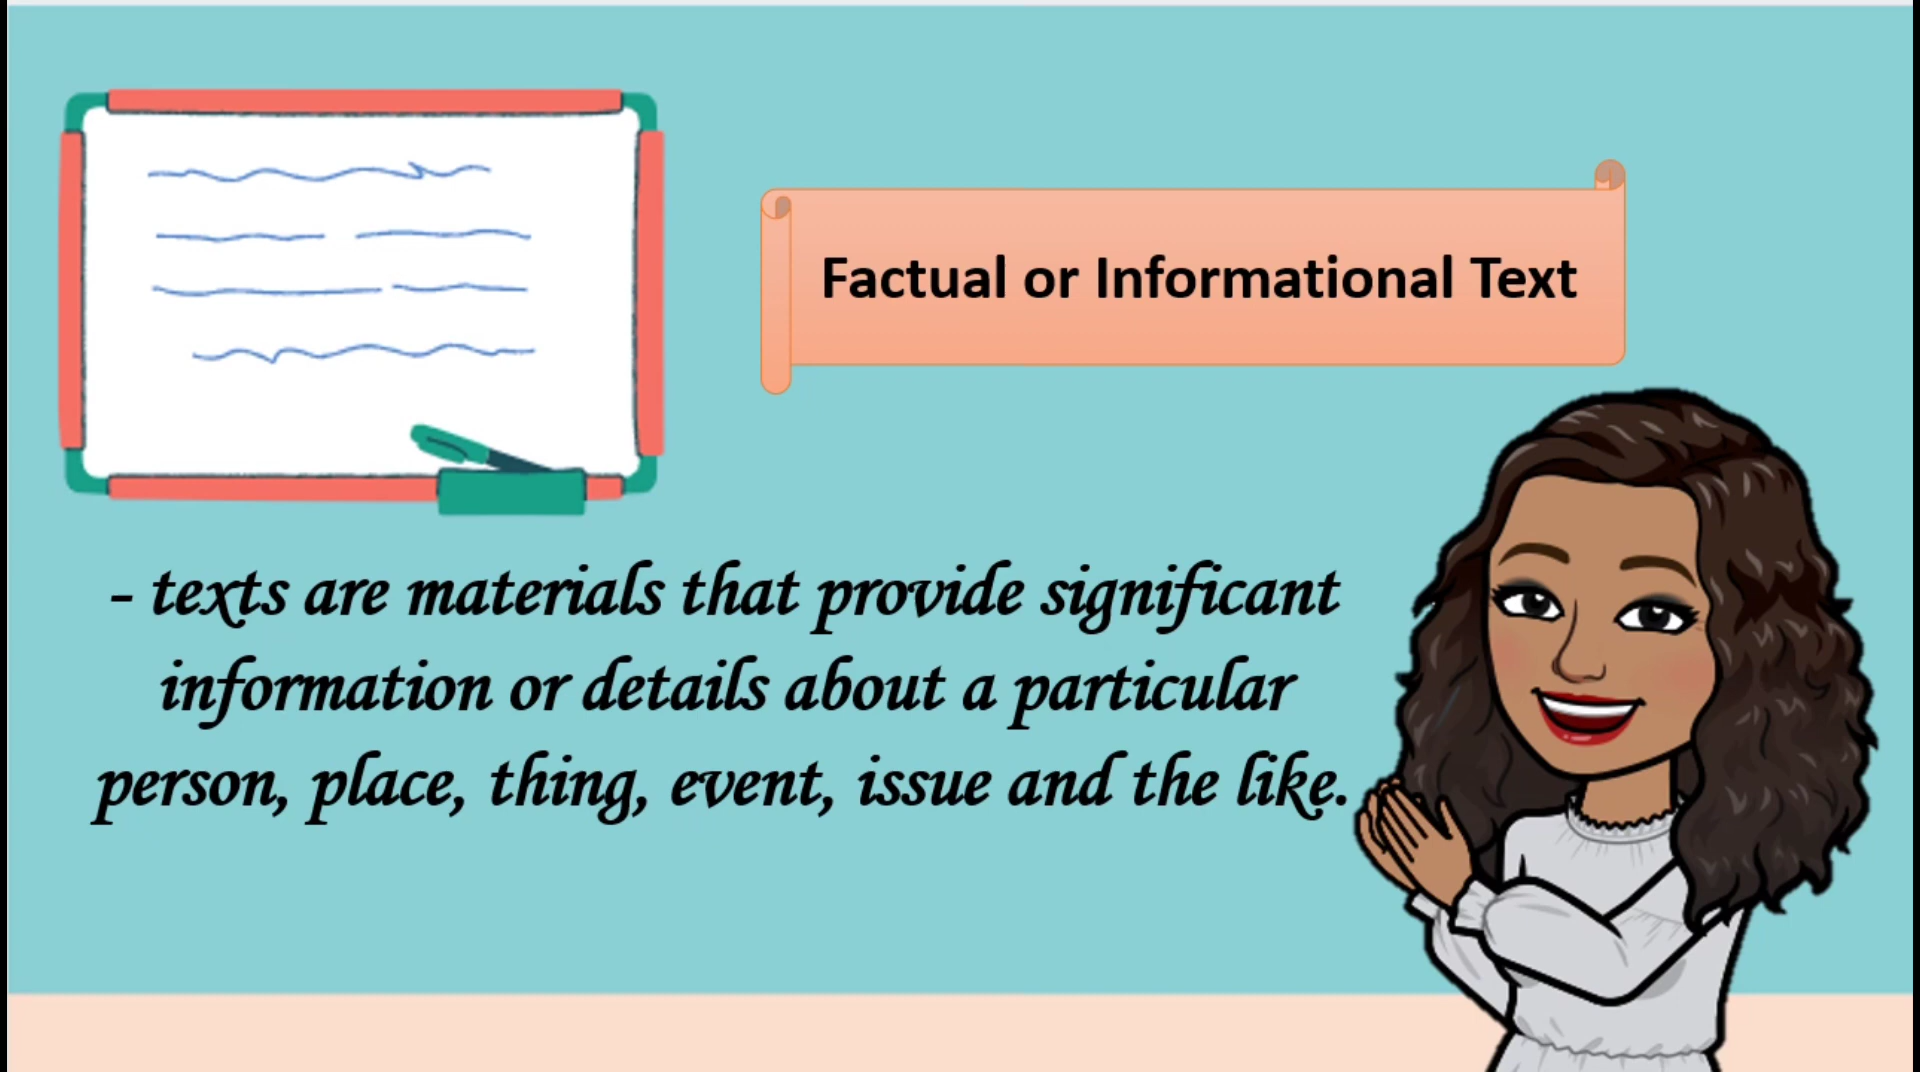 Factual or Informational Text
- texts are materials that provide significant
information or details about a particular
person, place, thing, event, issue and the like.